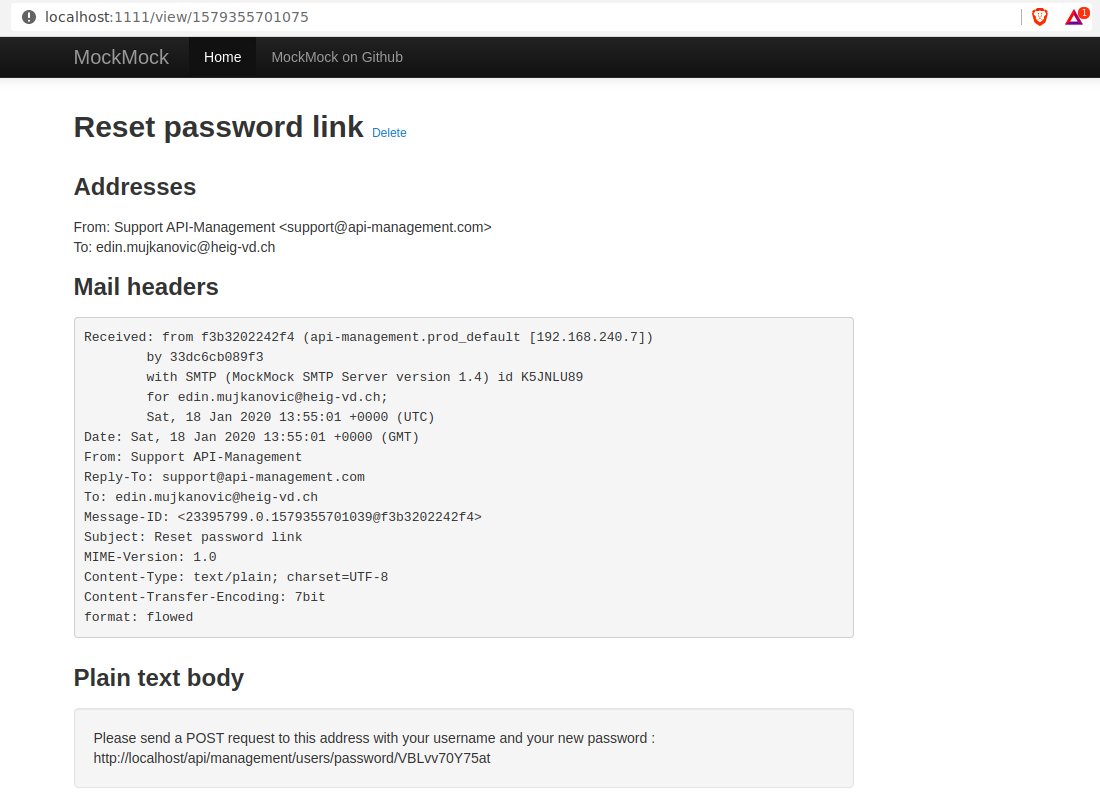 localhost:1111/view/1579355701075
1
MockMock Home MockMock on Github
Reset password link Delete
Addresses
From: Support API-Management <support@api-management.com>
To: edin.mujkanovic@heig-vd.ch
Mail headers
Received: from f3b3202242f4 (api-management.prod_default [192.168.240.7])
        by 33dc6cb089f3
        with SMTP (MockMock SMTP Server version 1.4) id K5JNLU89
        for edin.mujkanovic@heig-vd.ch;
        Sat, 18 Jan 2020 13:55:01 +0000 (UTC)
Date: Sat, 18 Jan 2020 13:55:01 +0000 (GMT)
From: Support API-Management
Reply-To: support@api-management.com
To: edin.mujkanovic@heig-vd.ch
Message-ID: <23395799.0.1579355701039@f3b3202242f4>
Subject: Reset password link
MIME-Version: 1.0
Content-Type: text/plain; charset=UTF-8
Content-Transfer-Encoding: 7bit
format: flowed
Plain text body
Please send a POST request to this address with your username and your new password :
http://localhost/api/management/users/password/VBLvv70Y75at